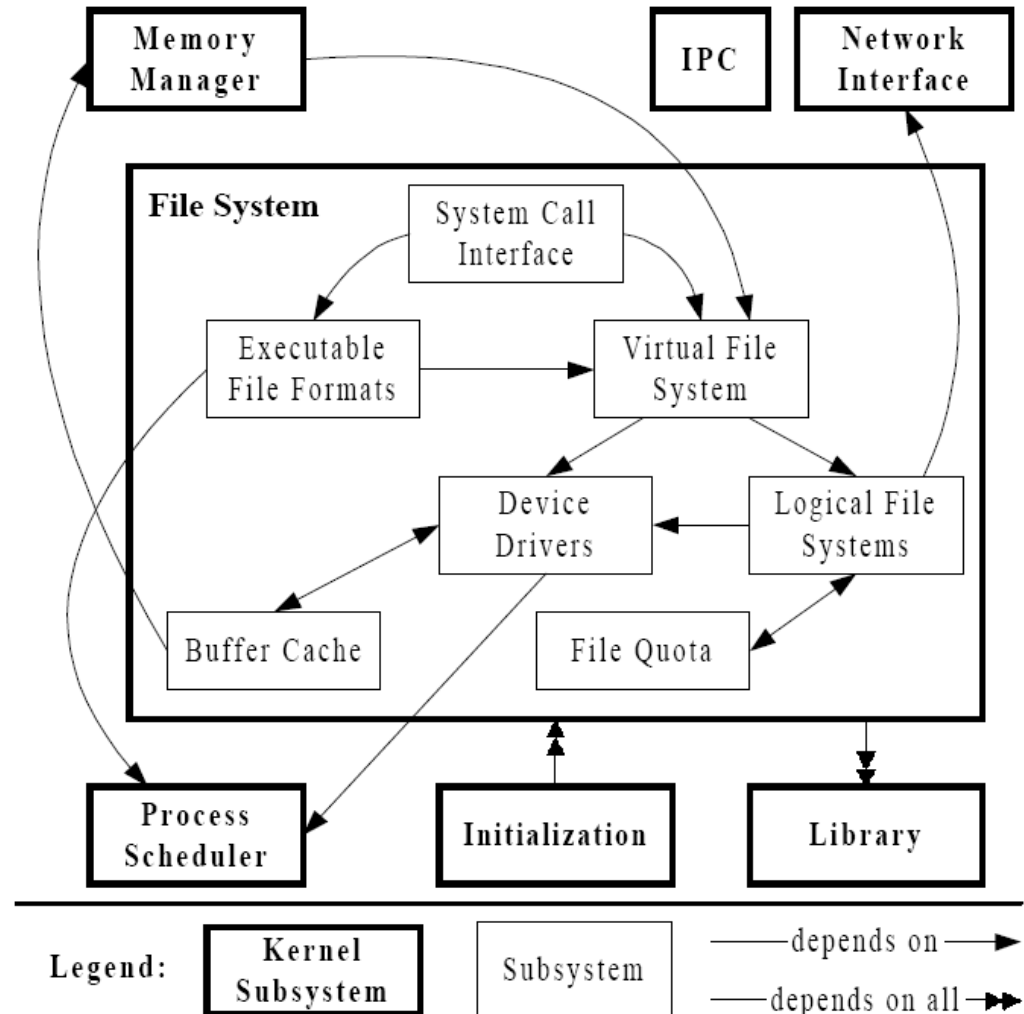 Memory
Manager
IPC
Network
Interface
File System
System Call
Interface
Executable
File Formats
Virtual File
System
Device
Drivers
Logical File
Systems
Buffer Cache
File Quota
Process
Scheduler
Initialization
Library
Legend:
Kernel
Subsystem
Subsystem
depends on
depends on all